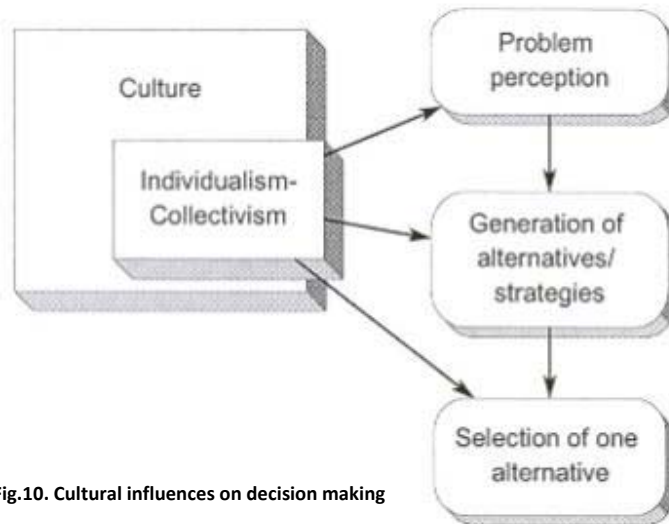 Culture
Individualism-
Collectivism
Problem
perception
Generation of
alternatives/
strategies
Selection of one
alternative
Fig.10. Cultural influences on decision making